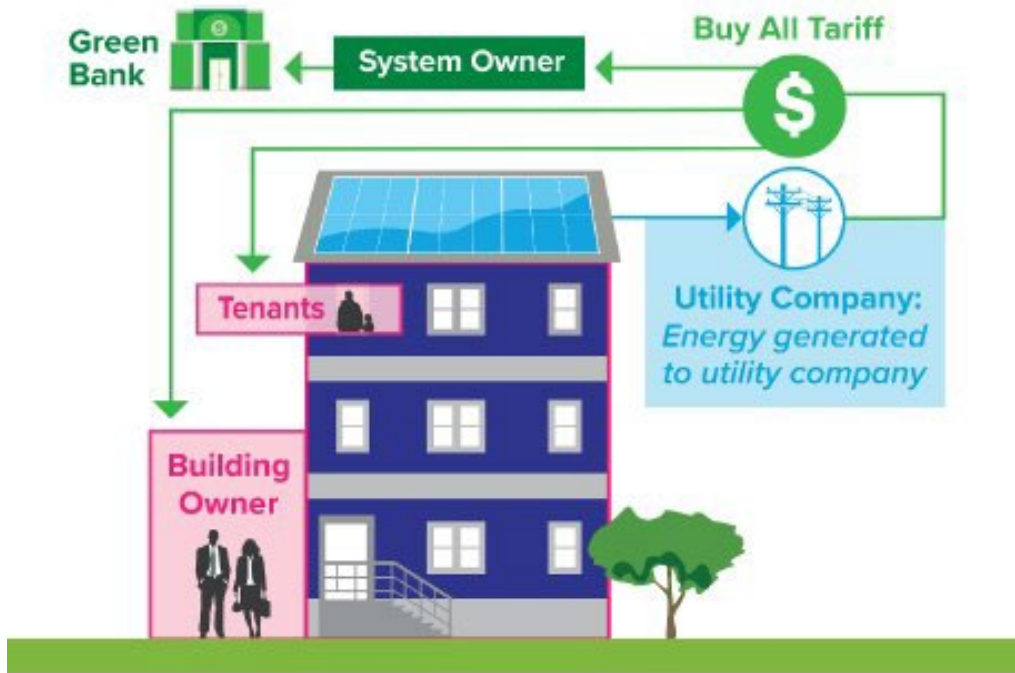 Green
Bank
$
System Owner
Buy All Tariff
$
Tenants
Utility Company:
Energy generated
to utility company
Building
Owner